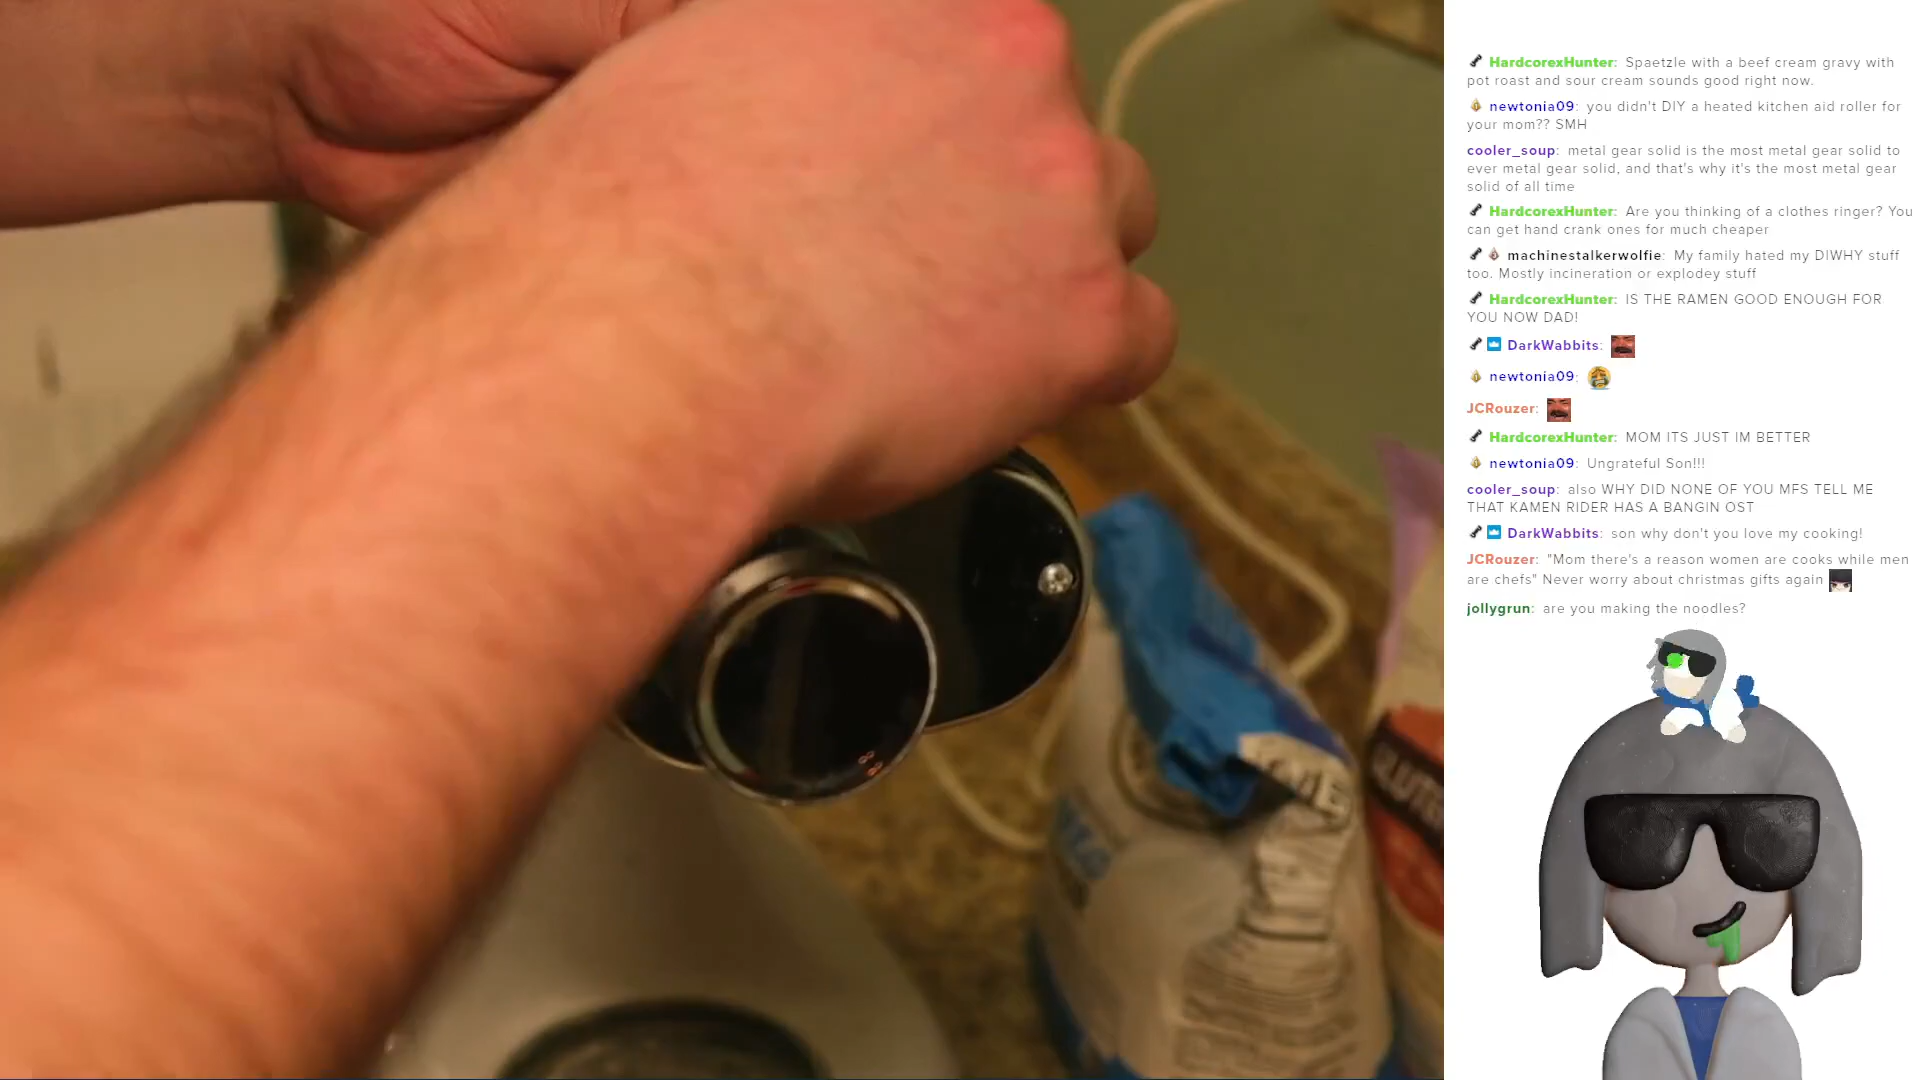 HardcorexHunter: Spaetzle with a beef cream gravy with
pot roast and sour cream sounds good right now.
newtonia09: you didn't DIY a heated kitchen aid roller for
your mom?? SMH
cooler_soup: metal gear solid is the most metal gear solid to
ever metal gear solid, and that's why it's the most metal gear
solid of all time
HardcorexHunter: Are you thinking of a clothes ringer? You
can get hand crank ones for much cheaper
machinestalkerwolfie: My family hated my DIWHY stuff
too. Mostly incineration or explodey stuff
HardcorexHunter: IS THE RAMEN GOOD ENOUGH FOR
YOU NOW DAD!
DarkWabbits:
newtonia09:
JCRouzer:
HardcorexHunter: MOM ITS JUST IM BETTER
newtonia09: Ungrateful Son!!!
cooler_soup: also WHY DID NONE OF YOU MFS TELL ME
THAT KAMEN RIDER HAS A BANGIN OST
DarkWabbits: son why don't you love my cooking!
JCRouzer: "Mom there's a reason women are cooks while men
are chefs" Never worry about christmas gifts again
jollygrun: are you making the noodles?